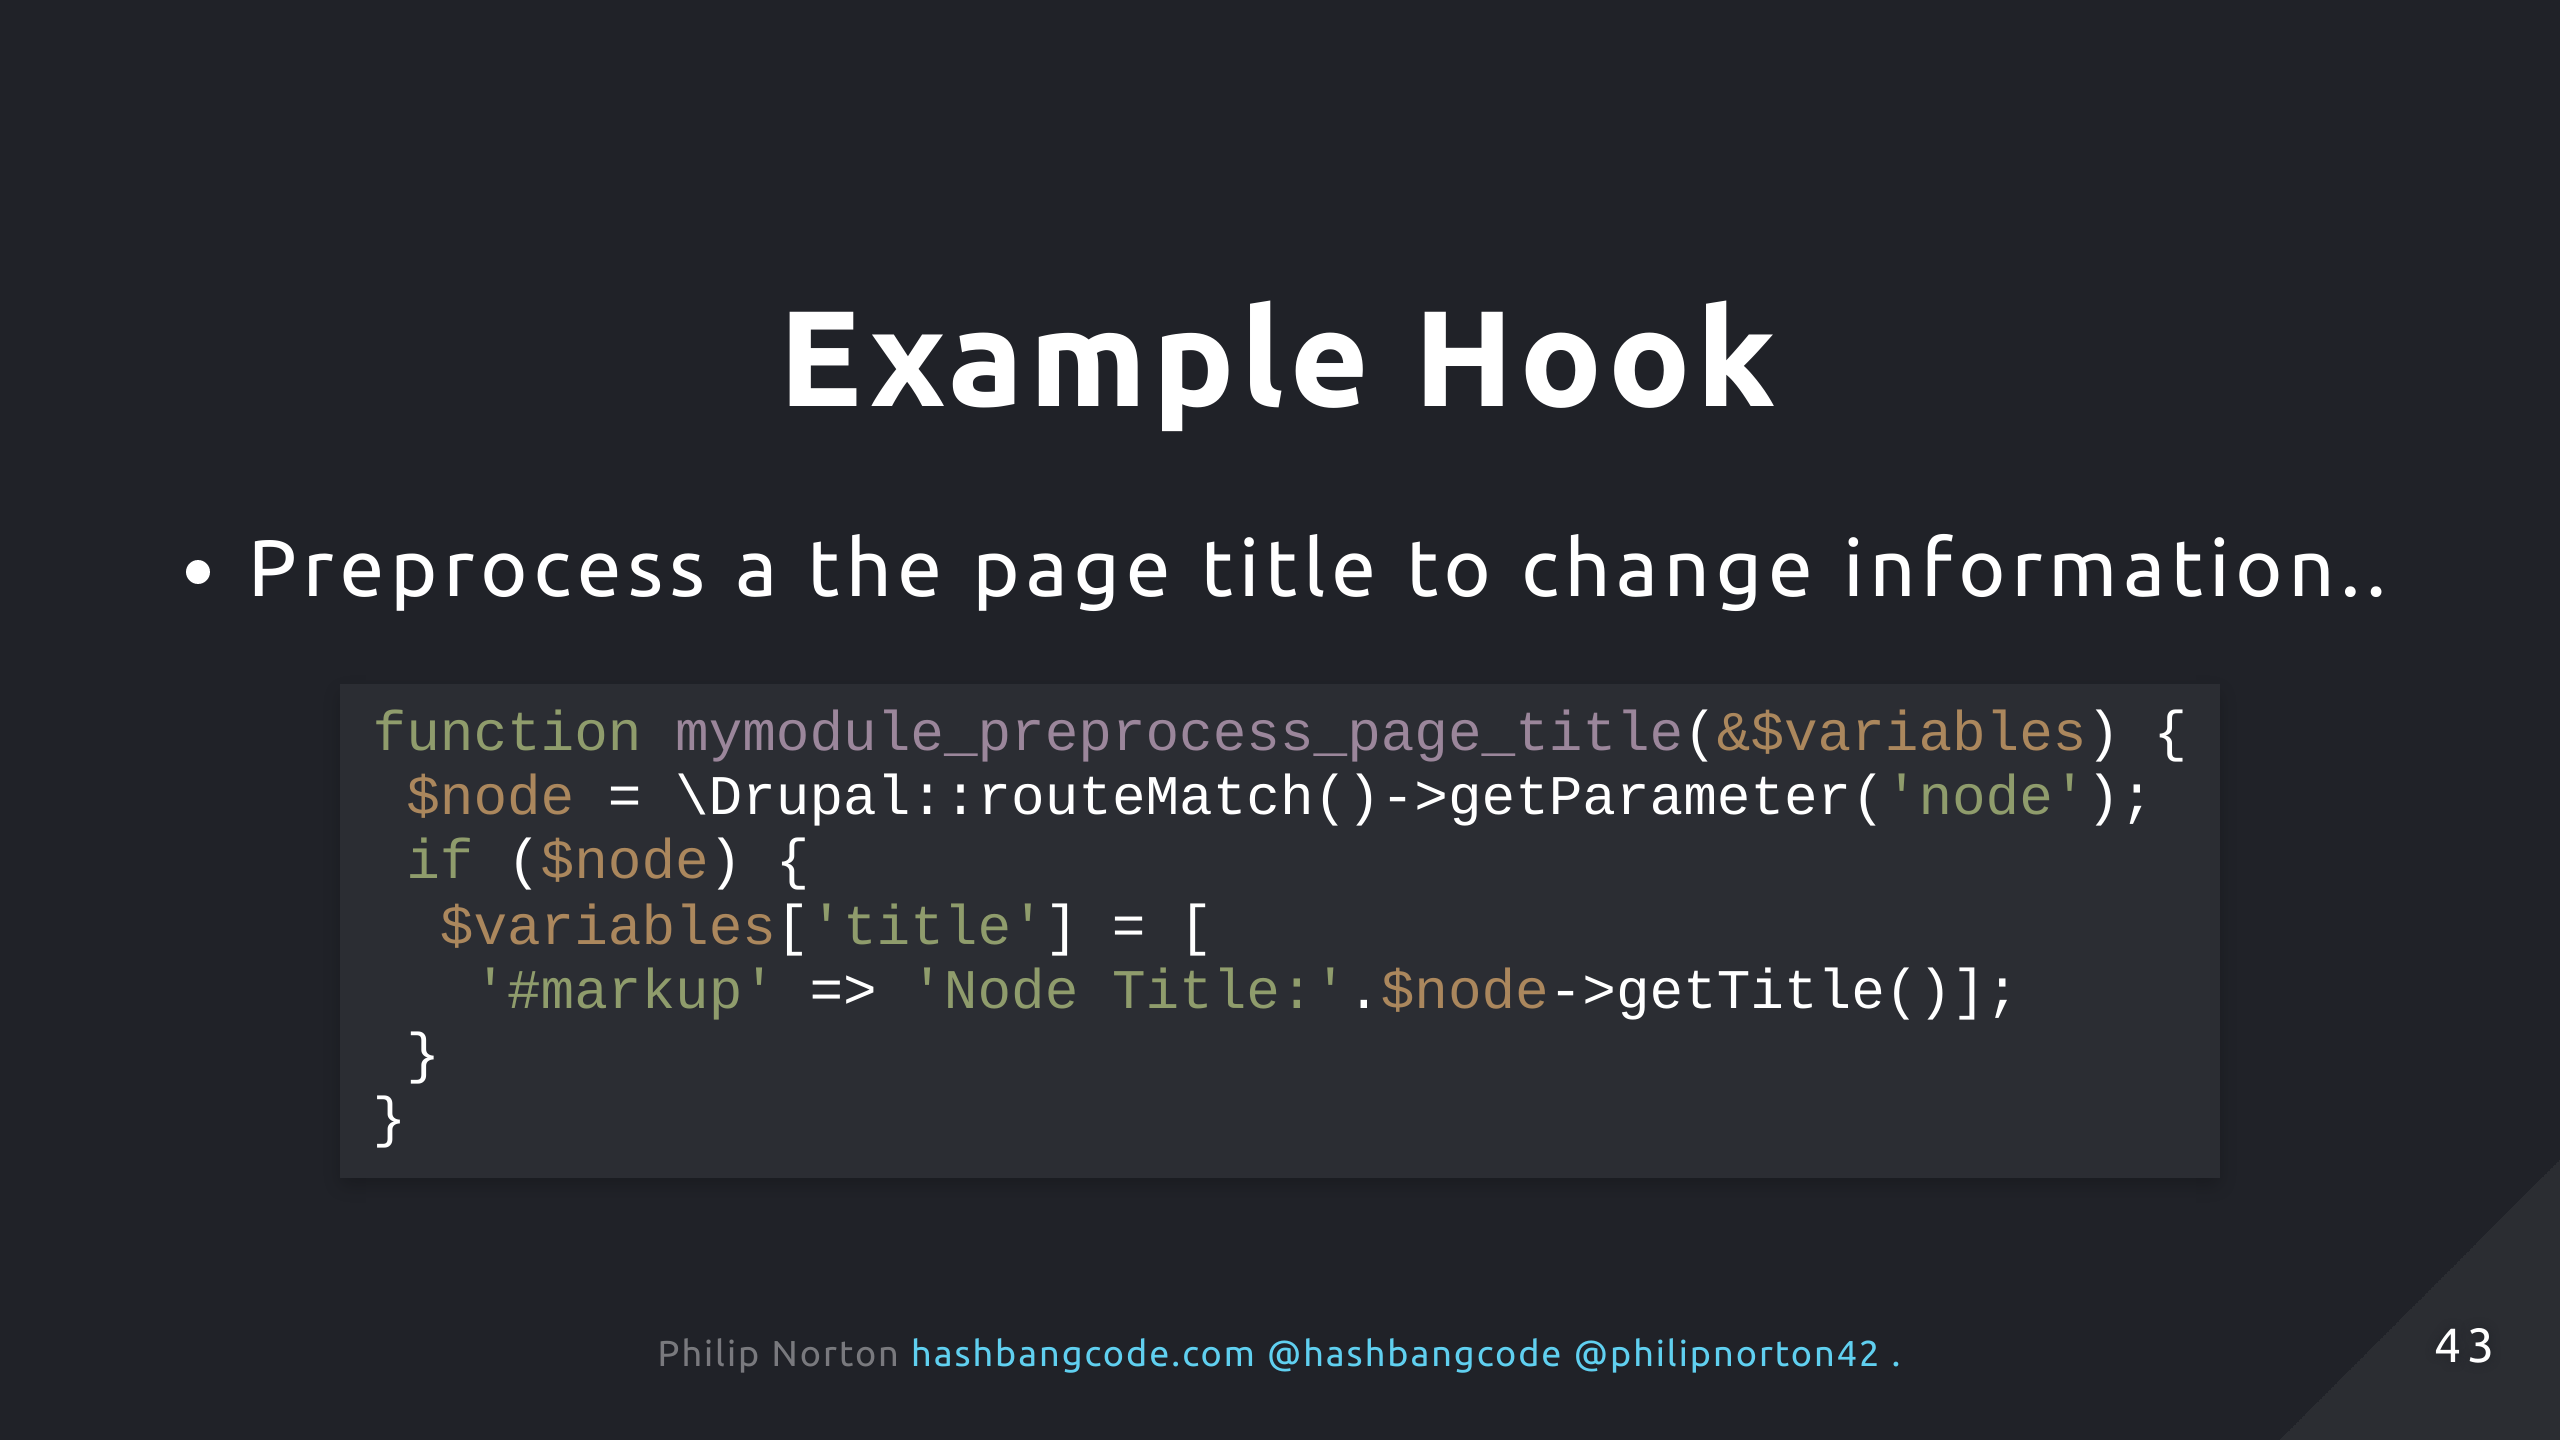 Example Hook
• Preprocess a the page title to change information..
function mymodule_preprocess_page_title(&$variables) {
 $node = \Drupal::routeMatch()->getParameter('node');
 if ($node) {
  $variables['title'] = [
   '#markup' => 'Node Title:'.$node->getTitle()];
 }
}
Philip Norton hashbangcode.com @hashbangcode @philipnorton42 .
43